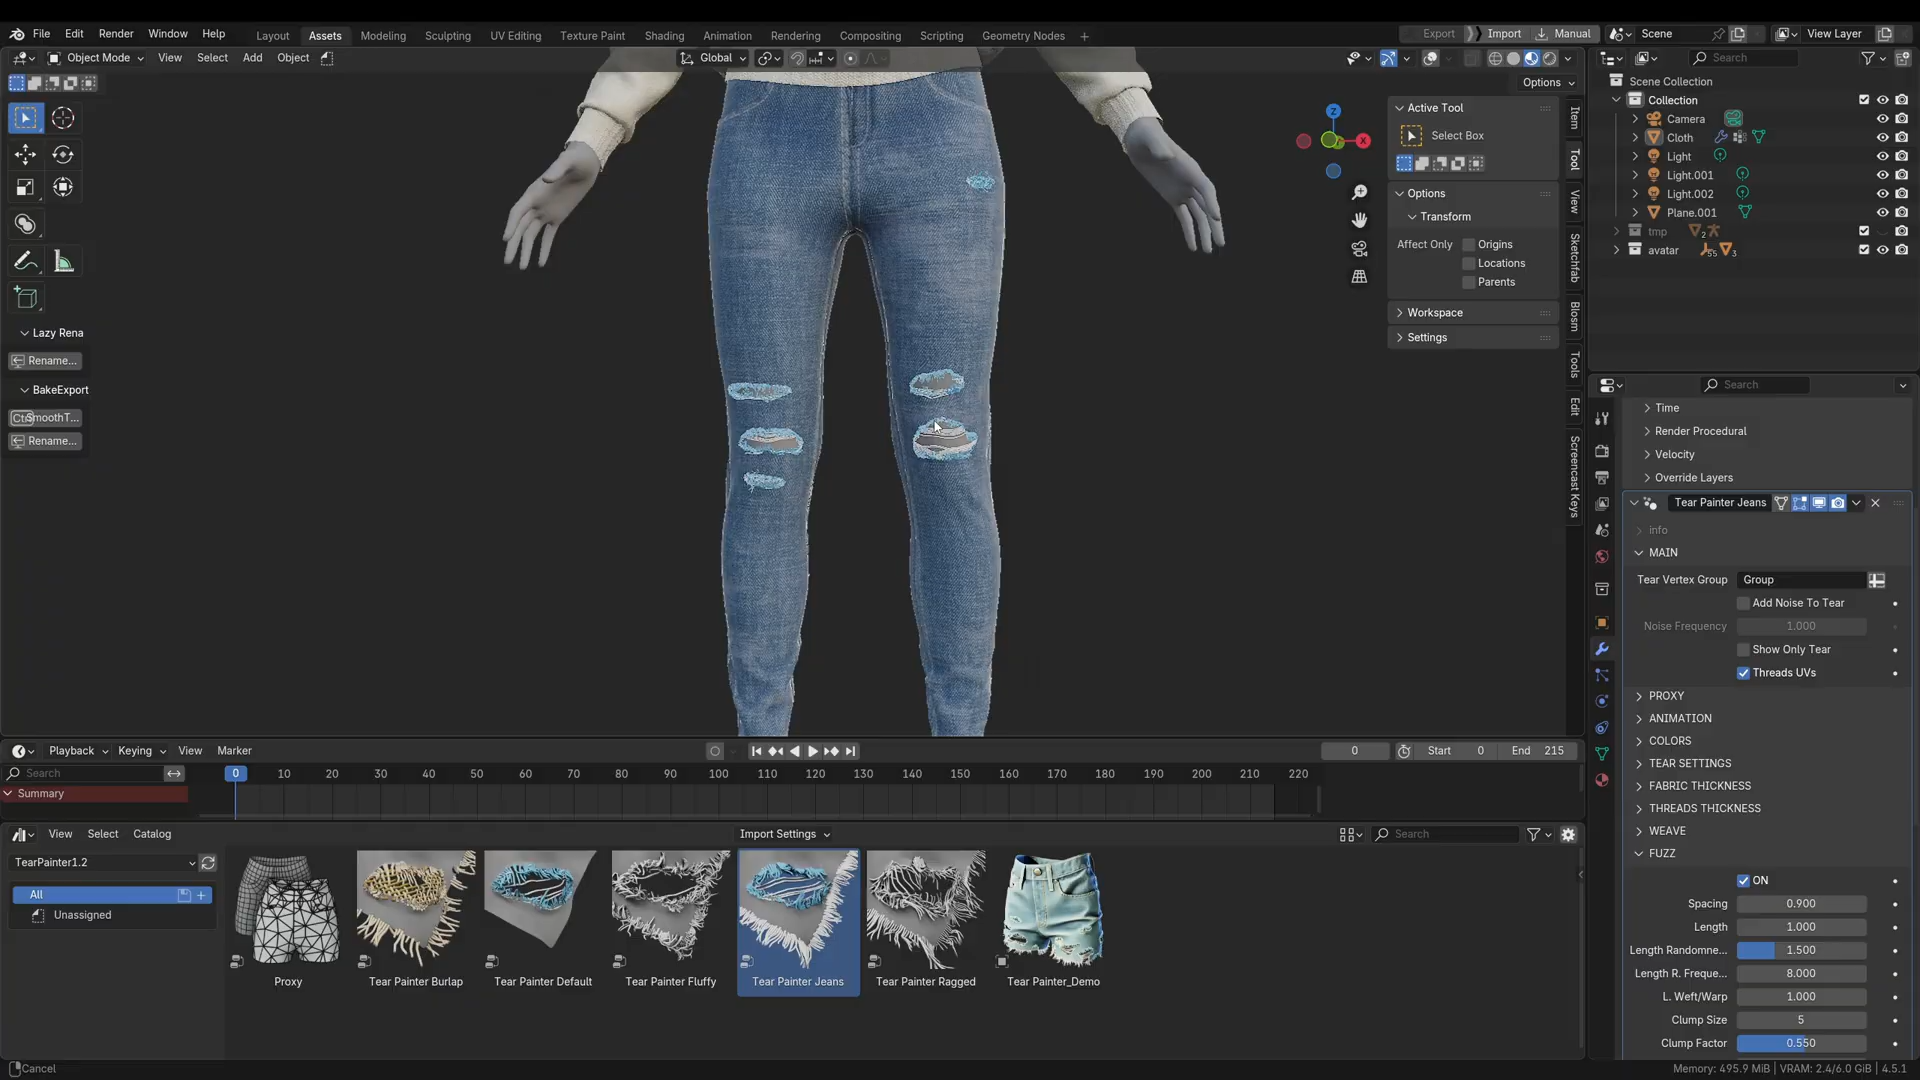 File Edit Render Window Help Layout Assets Modeling Sculpting UV Editing Texture Paint Shading Animation Rendering Compositing Scripting Geometry Nodes + Export Import Manual Scene View Layer
Object Mode View Select Add Object Global Search
Options
Scene Collection
Collection
Camera
Cloth
Light
Light.001
Light.002
Plane.001
tmp 2
avatar 55 3
Z
X
Active Tool
Select Box
Options
Transform
Affect Only Origins
Locations
Parents
Workspace
Settings
Item
Tool
View
Sketchfab
Blosm
Tools
Edit
Screencast Keys
Lazy Rena
Rename...
BakeExport
Ctrl SmoothT...
Rename...
Search
Time
Render Procedural
Velocity
Override Layers
Tear Painter Jeans
info
MAIN
Tear Vertex Group Group
Add Noise To Tear
Noise Frequency 1.000
Show Only Tear
Threads UVs
PROXY
ANIMATION
COLORS
TEAR SETTINGS
FABRIC THICKNESS
THREADS THICKNESS
WEAVE
FUZZ
ON
Spacing 0.900
Length 1.000
Length Randomne... 1.500
Length R. Freque... 8.000
L. Weft/Warp 1.000
Clump Size 5
Clump Factor 0.550
Playback Keying View Marker 0 Start 0 End 215
Search 0 10 20 30 40 50 60 70 80 90 100 110 120 130 140 150 160 170 180 190 200 210 220
Summary
View Select Catalog Import Settings Search
TearPainter1.2
All
Unassigned
Proxy Tear Painter Burlap Tear Painter Default Tear Painter Fluffy Tear Painter Jeans Tear Painter Ragged Tear Painter_Demo
Cancel Memory: 495.9 MiB | VRAM: 2.4/6.0 GiB | 4.5.1